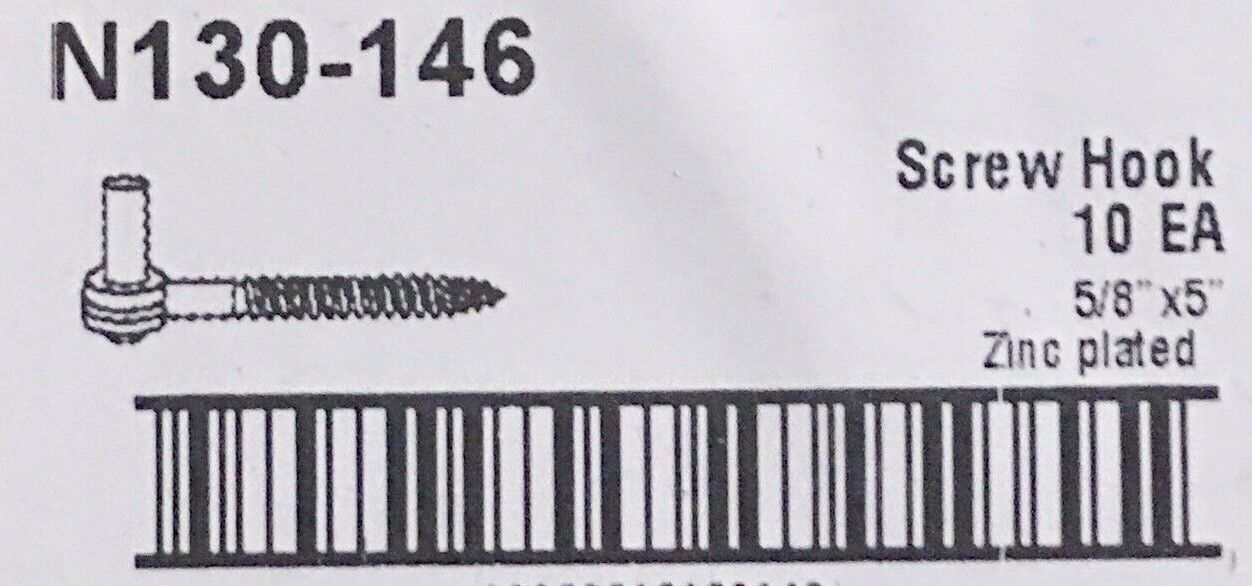 N130-146
Screw Hook
10 EA
5/8" x5"
Zinc plated